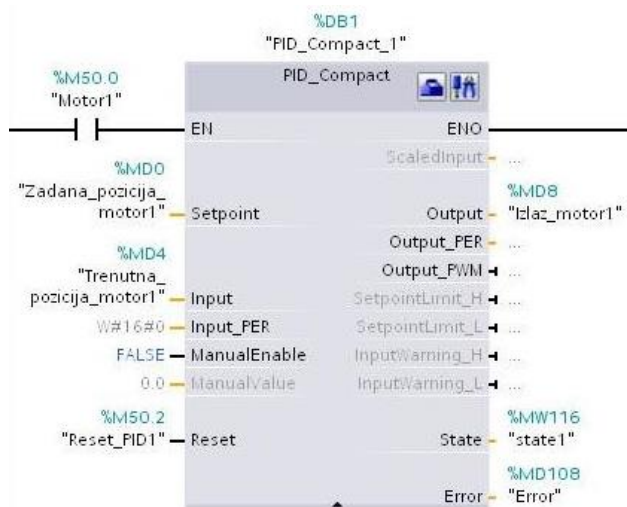 %DB1
"PID_Compact_1"
PID_Compact
%M50.0
"Motor1"
EN
ENO
ScaledInput
...
%MD0
"Zadana_pozicija_
motor1"
Setpoint
%MD8
Output
"Izlaz_motor1"
Output_PER
...
%MD4
"Trenutna_
pozicija_motor1"
Input
Output_PWM
...
SetpointLimit_H
...
W#16#0
Input_PER
SetpointLimit_L
...
FALSE
ManualEnable
InputWarning_H
...
0.0
ManualValue
InputWarning_L
...
%M50.2
"Reset_PID1"
Reset
%MW116
State
"state1"
%MD108
Error
"Error"